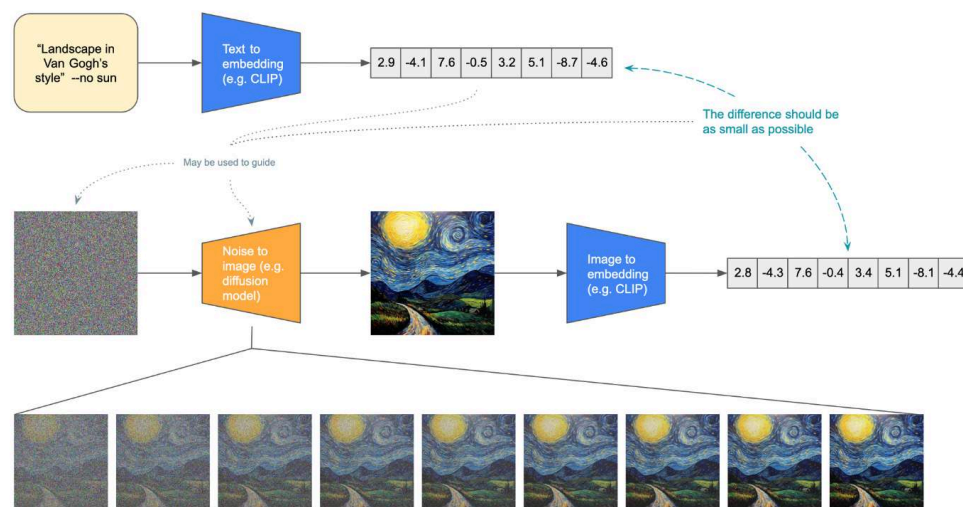 “Landscape in
Van Gogh’s
style” --no sun
Text to
embedding
(e.g. CLIP)
2.9 -4.1 7.6 -0.5 3.2 5.1 -8.7 -4.6
The difference should be
as small as possible
May be used to guide
Noise to
image (e.g.
diffusion
model)
Image to
embedding
(e.g. CLIP)
2.8 -4.3 7.6 -0.4 3.4 5.1 -8.1 -4.4